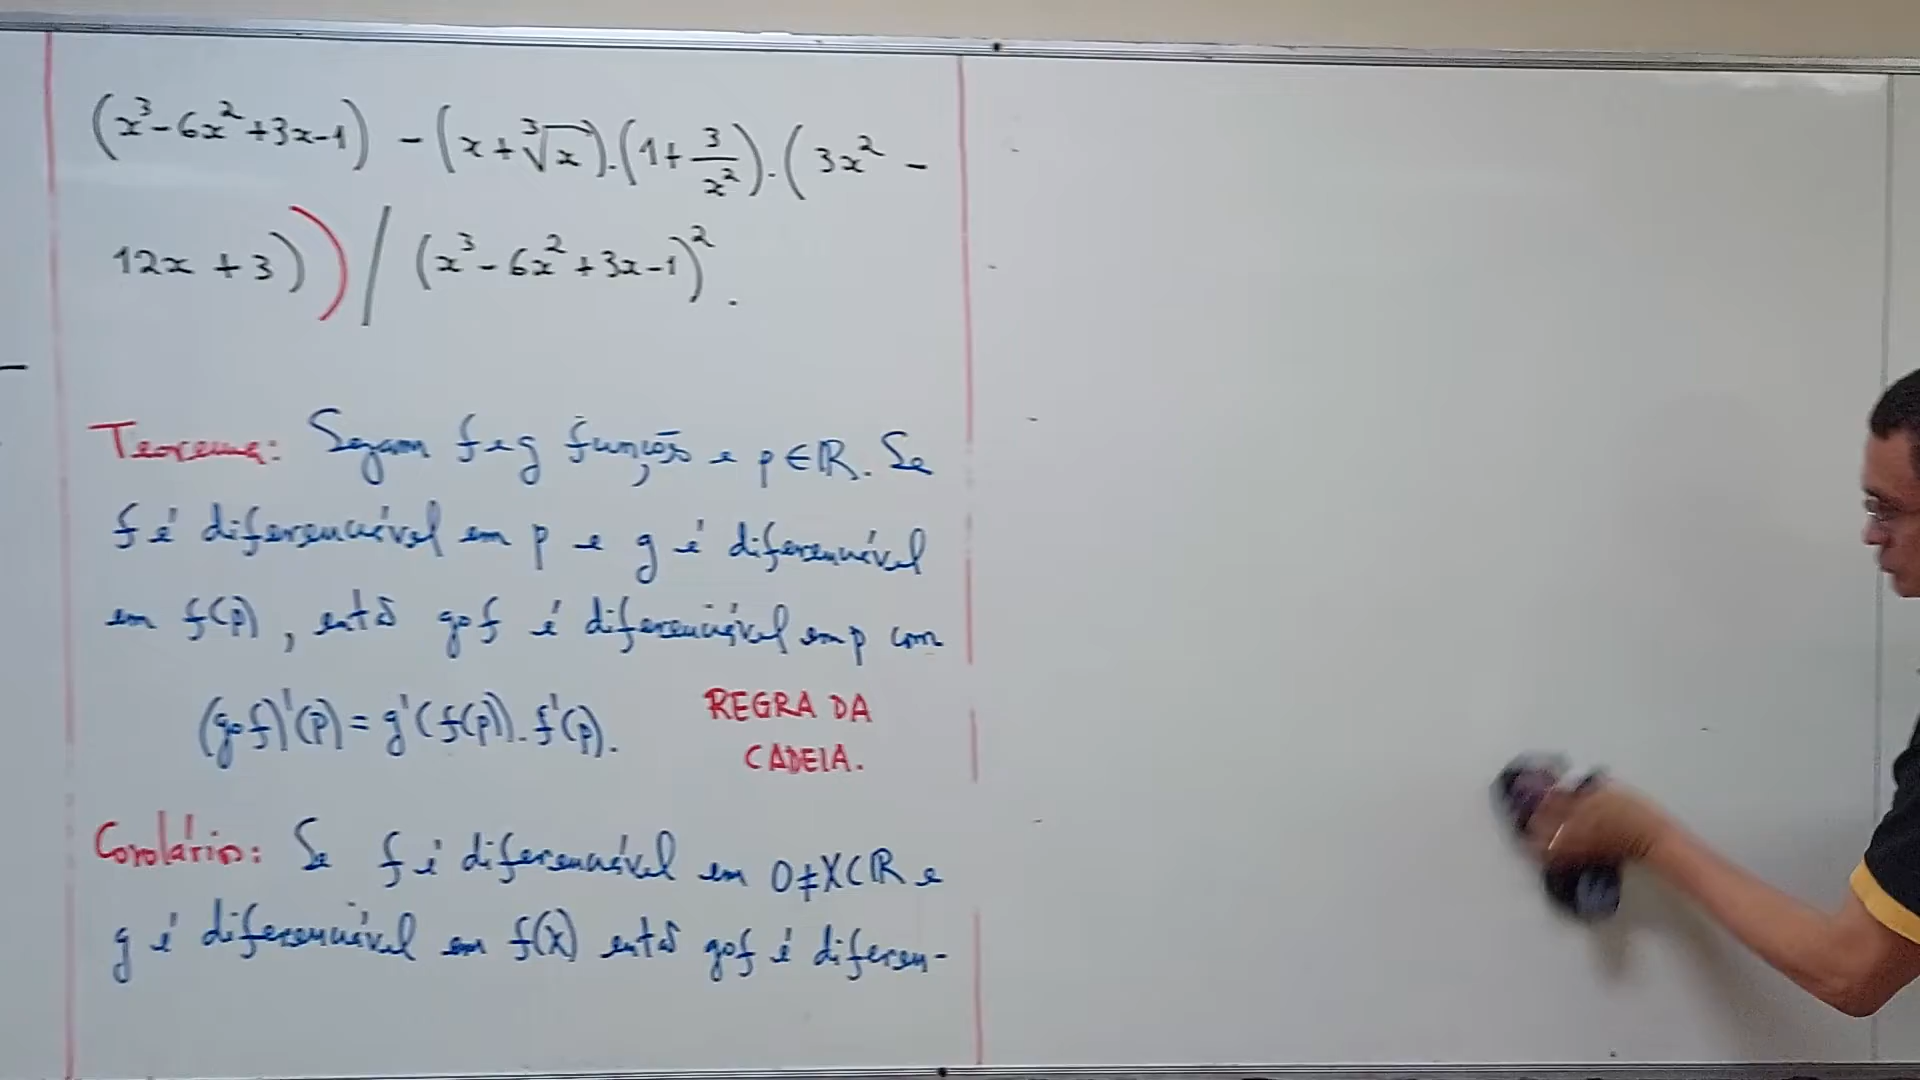 (x³-6x²+3x-1) - (x+∛x).(1+3/x²).(3x² -
12x + 3)) / (x³-6x²+3x-1)².
Teorema: Sejam f e g funções e p∈ℝ. Se
f é diferenciável em p e g é diferenciável
em f(p), então gof é diferenciável em p com
(gof)'(p) = g'(f(p)).f'(p). REGRA DA
CADEIA.
Corolário: Se f é diferenciável em 0≠X⊂ℝ e
g é diferenciável em f(X) então gof é diferen-